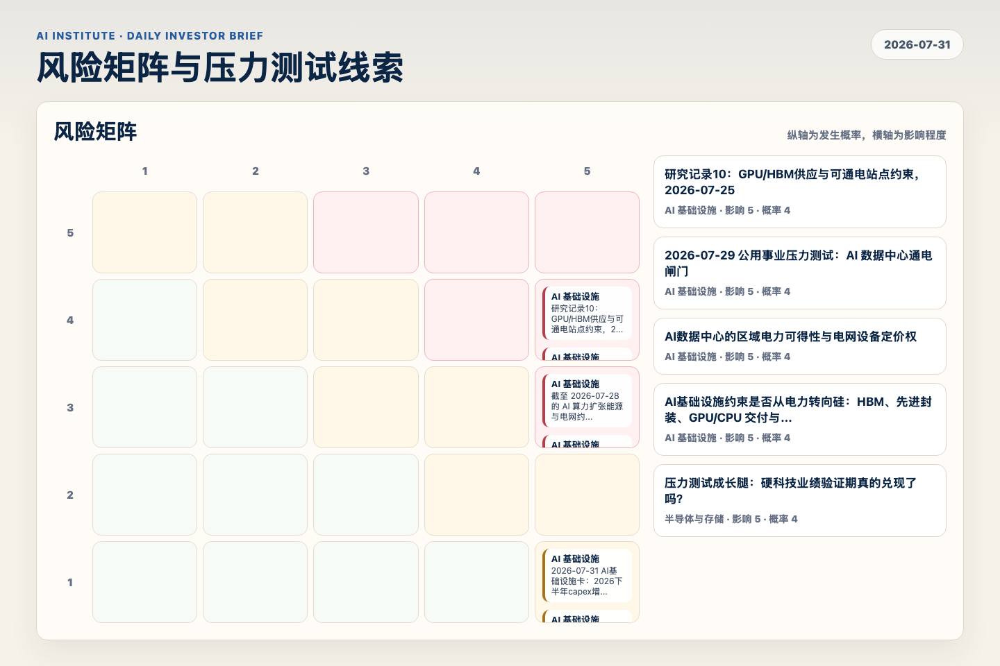 AI INSTITUTE · DAILY INVESTOR BRIEF
风险矩阵与压力测试线索
2026-07-31
风险矩阵
纵轴为发生概率，横轴为影响程度
1
2
3
4
5
5
4
AI 基础设施
研究记录10：
GPU/HBM供应与可
通电站点约束，2...
AI 基础设施
3
AI 基础设施
截至 2026-07-28
的 AI 算力扩张能源
与电网约...
AI 基础设施
2
1
AI 基础设施
2026-07-31 AI基
础设施卡：2026下
半年capex增...
AI 基础设施
研究记录10：GPU/HBM供应与可通电站点约束，
2026-07-25
AI 基础设施 · 影响 5 · 概率 4
2026-07-29 公用事业压力测试：AI 数据中心通电
闸门
AI 基础设施 · 影响 5 · 概率 4
AI数据中心的区域电力可得性与电网设备定价权
AI 基础设施 · 影响 5 · 概率 4
AI基础设施约束是否从电力转向硅：HBM、先进封
装、GPU/CPU 交付与...
AI 基础设施 · 影响 5 · 概率 4
压力测试成长腿：硬科技业绩验证期真的兑现了
吗？
半导体与存储 · 影响 5 · 概率 4